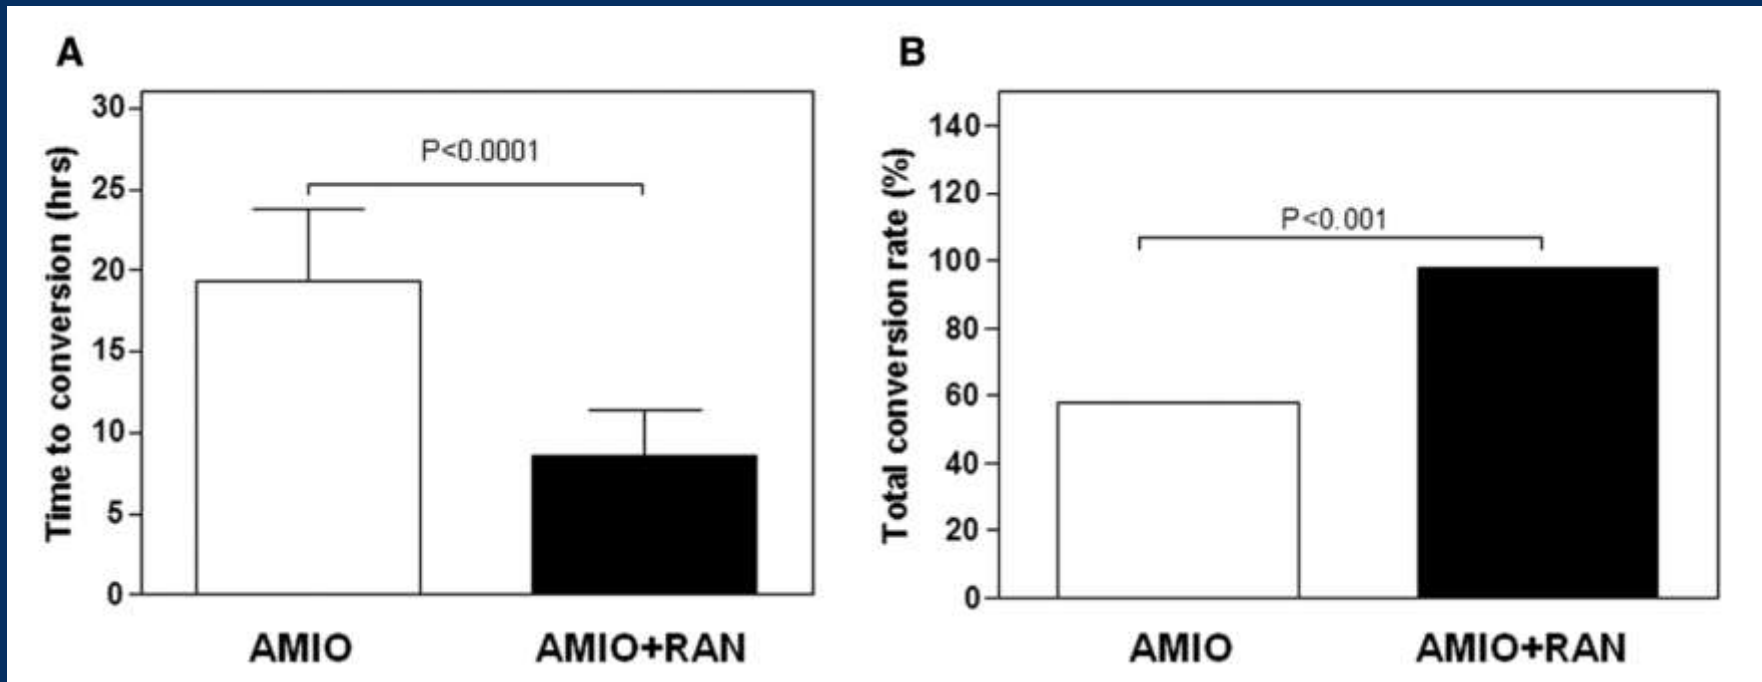 A
Time to conversion (hrs)
30
25
20
15
10
5
0
P<0.0001
AMIO
AMIO+RAN
B
Total conversion rate (%)
140
120
100
80
60
40
20
0
P<0.001
AMIO
AMIO+RAN